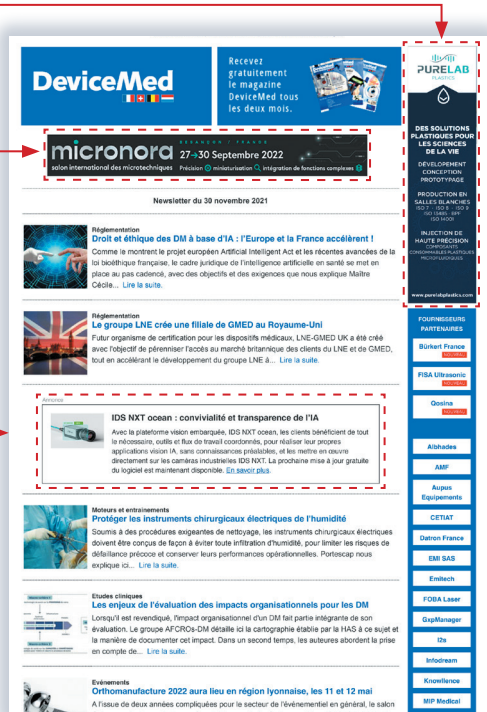 DeviceMed
Recevez
gratuitement
le magazine
DeviceMed tous
les deux mois.
micronora
salon international des microtechniques
BESANÇON | FRANCE
27→30 Septembre 2022
Précision miniaturisation intégration de fonctions complexes
Newsletter du 30 novembre 2021
Réglementation
Droit et éthique des DM à base d'IA : l'Europe et la France accélèrent !
Comme le montrent le projet européen Artificial Intelligent Act et les récentes avancées de la
loi bioéthique française, le cadre juridique de l'intelligence artificielle en santé se met en
place au pas cadencé, avec des objectifs et des exigences que nous explique Maître
Cécile... Lire la suite.
Réglementation
Le groupe LNE crée une filiale de GMED au Royaume-Uni
Futur organisme de certification pour les dispositifs médicaux, LNE-GMED UK a été créé
avec l'objectif de pérenniser l'accès au marché britannique des clients du LNE et de GMED,
tout en accélérant le développement du groupe LNE à... Lire la suite.
Annonce
IDS NXT ocean : convivialité et transparence de l'IA
Avec la plateforme vision embarquée, IDS NXT ocean, les clients bénéficient de tout
le nécessaire, outils et flux de travail coordonnés, pour réaliser leur propres
applications vision IA, sans connaissances préalables, et les mettre en œuvre
directement sur les caméras industrielles IDS NXT. La prochaine mise à jour gratuite
du logiciel est maintenant disponible. En savoir plus.
Moteurs et entrainements
Protéger les instruments chirurgicaux électriques de l'humidité
Soumis à des procédures exigeantes de nettoyage, les instruments chirurgicaux électriques
doivent être conçus de façon à éviter toute infiltration d'humidité, pour limiter les risques de
défaillance précoce et conserver leurs performances opérationnelles. Portescap nous
explique ici... Lire la suite.
Etudes cliniques
Les enjeux de l'évaluation des impacts organisationnels pour les DM
Lorsqu'il est revendiqué, l'impact organisationnel d'un DM fait partie intégrante de son
évaluation. Le groupe AFCROs-DM détaille ici la cartographie établie par la HAS à ce sujet et
la manière de documenter cet impact. Dans un second temps, les auteures abordent la prise
en compte de... Lire la suite.
Evénements
Orthomanufacture 2022 aura lieu en région lyonnaise, les 11 et 12 mai
A l'issue de deux années compliquées pour le secteur de l'événementiel en général, le salon
PURELAB
PLASTICS
DES SOLUTIONS
PLASTIQUES POUR
LES SCIENCES
DE LA VIE
DÉVELOPEMENT
CONCEPTION
PROTOTYPAGE
PRODUCTION EN
SALLES BLANCHES
ISO 7 - ISO 8 - ISO 9
ISO 13485 - BPF
ISO 14001
INJECTION DE
HAUTE PRÉCISION
COMPOSANTS
CONSOMMABLES PLASTIQUES
MICROFLUIDIQUES
www.purelabplastics.com
FOURNISSEURS
PARTENAIRES
Bürkert France
NOUVEAU
FISA Ultrasonic
NOUVEAU
Qosina
NOUVEAU
Albhades
AMF
Aupus
Equipements
CETIAT
Datron France
EMI SAS
Emitech
FOBA Laser
GxpManager
I2s
Infodream
Knowllence
MIP Medical